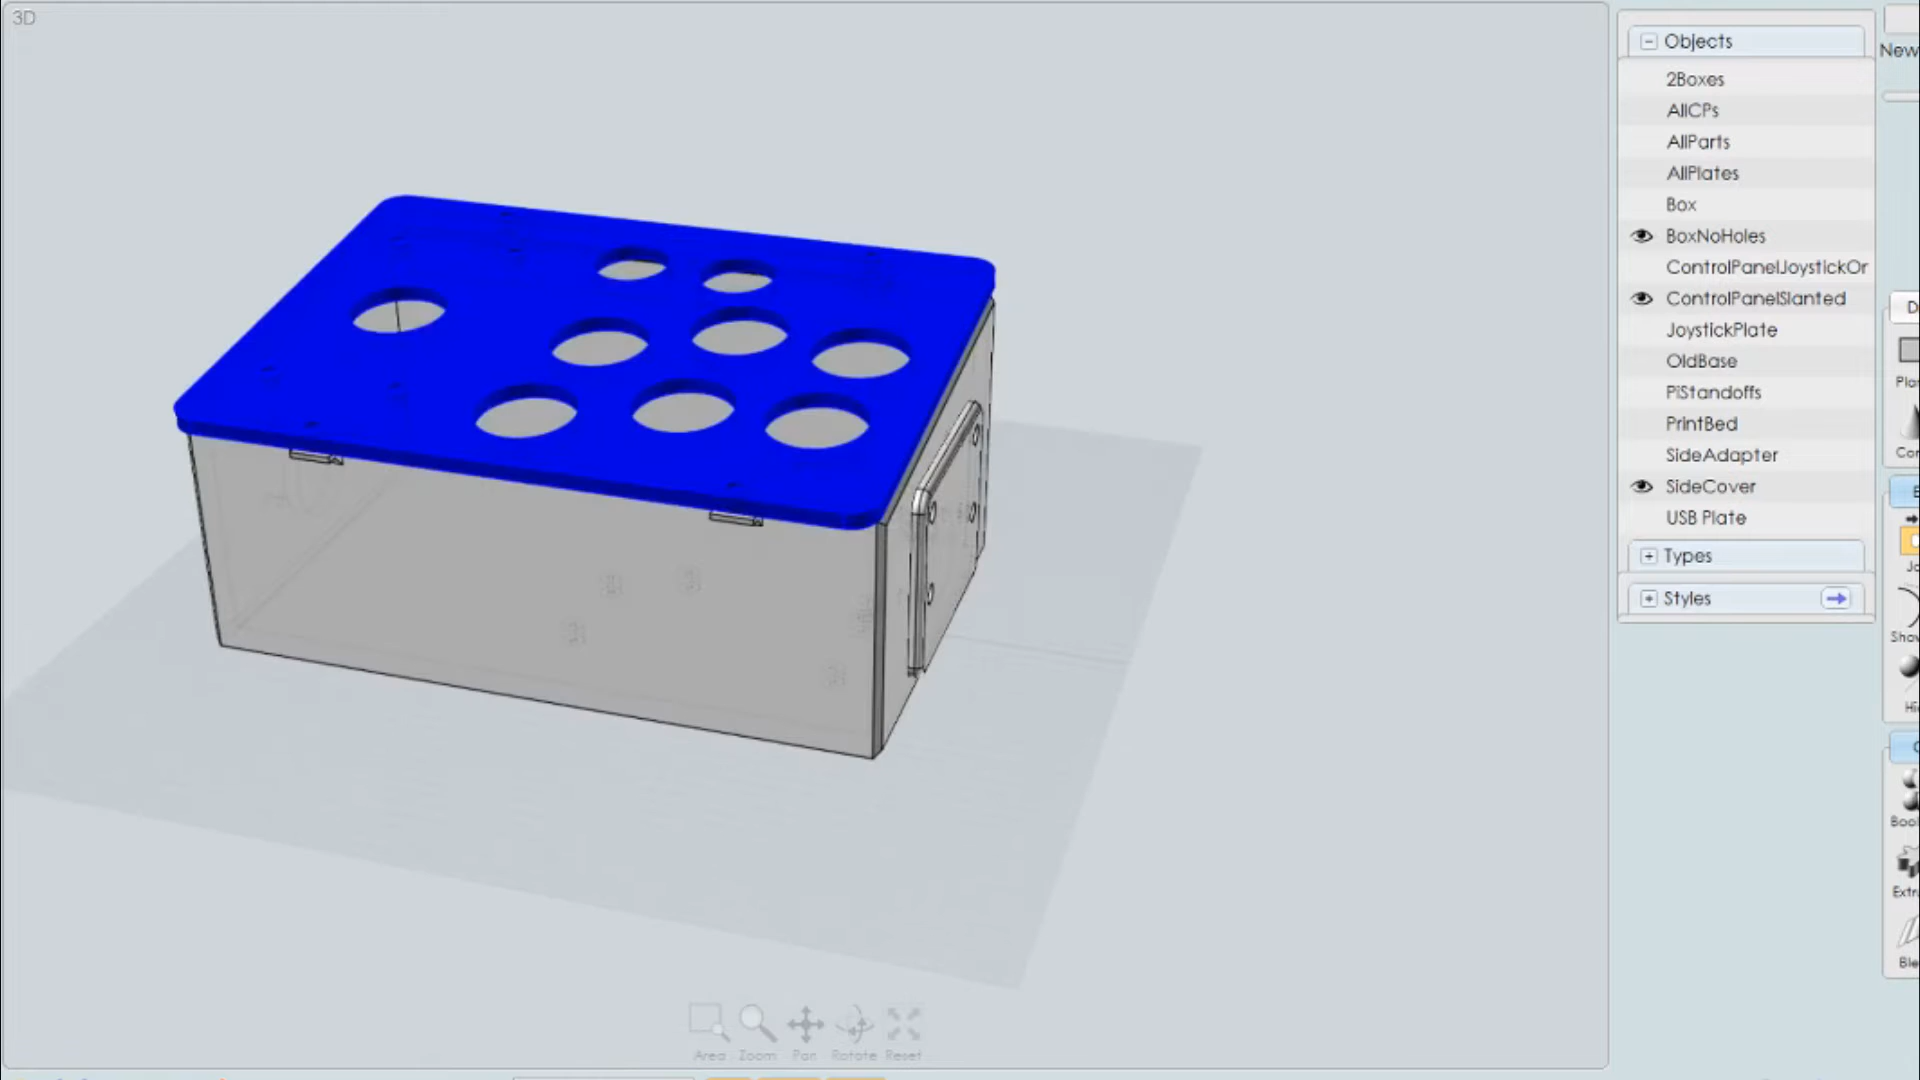 3D
Objects
2Boxes
AllCPs
AllParts
AllPlates
Box
BoxNoHoles
ControlPanelJoystickOr
ControlPanelSlanted
JoystickPlate
OldBase
PiStandoffs
PrintBed
SideAdapter
SideCover
USB Plate
Types
Styles
New
Area Zoom Pan Rotate Reset